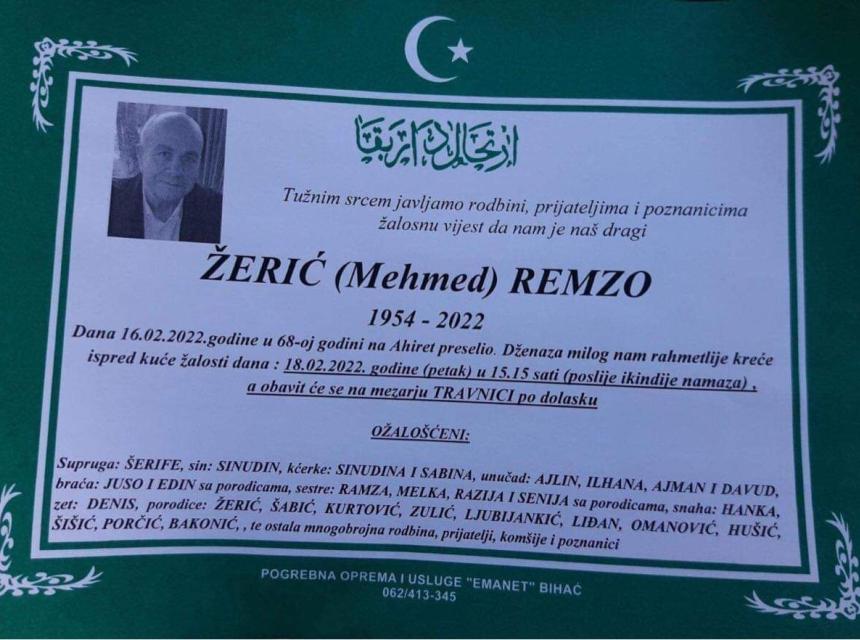 ارتحال دار بقا
Tužnim srcem javljamo rodbini, prijateljima i poznanicima
žalosnu vijest da nam je naš dragi
ŽERIĆ (Mehmed) REMZO
1954 - 2022
Dana 16.02.2022.godine u 68-oj godini na Ahiret preselio. Dženaza milog nam rahmetlije kreće
ispred kuće žalosti dana : 18.02.2022. godine (petak) u 15.15 sati (poslije ikindije namaza) ,
a obavit će se na mezarju TRAVNICI po dolasku
OŽALOŠĆENI:
Supruga: ŠERIFE, sin: SINUDIN, kćerke: SINUDINA I SABINA, unučad: AJLIN, ILHANA, AJMAN I DAVUD,
braća: JUSO I EDIN sa porodicama, sestre: RAMZA, MELKA, RAZIJA I SENIJA sa porodicama, snaha: HANKA,
zet: DENIS, porodice: ŽERIĆ, ŠABIĆ, KURTOVIĆ, ZULIĆ, LJUBIJANKIĆ, LIĐAN, OMANOVIĆ, HUŠIĆ,
ŠIŠIĆ, PORČIĆ, BAKONIĆ, , te ostala mnogobrojna rodbina, prijatelji, komšije i poznanici
POGREBNA OPREMA I USLUGE "EMANET" BIHAĆ
062/413-345